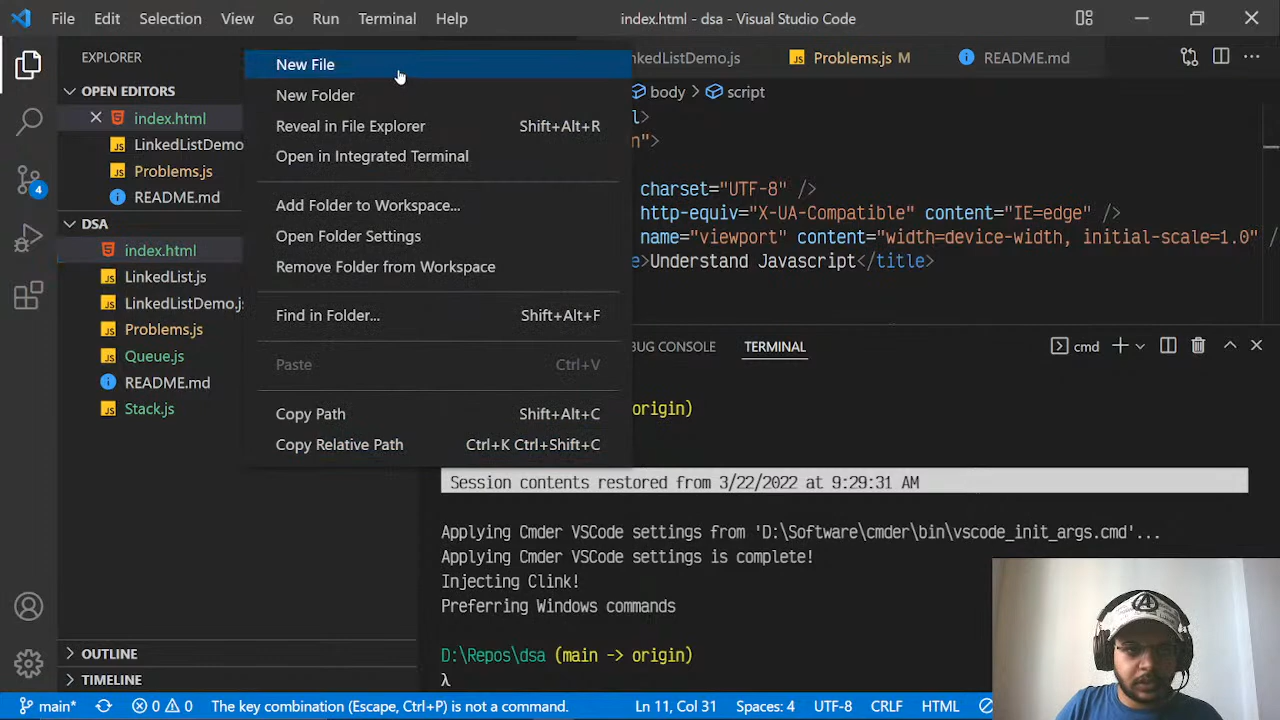 File Edit Selection View Go Run Terminal Help index.html - dsa - Visual Studio Code
EXPLORER
OPEN EDITORS
index.html
LinkedListDemo
Problems.js
README.md
DSA
index.html
LinkedList.js
LinkedListDemo.js
Problems.js
Queue.js
README.md
Stack.js
OUTLINE
TIMELINE
4
New File
New Folder
Reveal in File Explorer Shift+Alt+R
Open in Integrated Terminal
Add Folder to Workspace...
Open Folder Settings
Remove Folder from Workspace
Find in Folder... Shift+Alt+F
Paste Ctrl+V
Copy Path Shift+Alt+C
Copy Relative Path Ctrl+K Ctrl+Shift+C
nkedListDemo.js JS Problems.js M README.md
body > script
l>
n">
charset="UTF-8" />
http-equiv="X-UA-Compatible" content="IE=edge" />
name="viewport" content="width=device-width, initial-scale=1.0" /
e>Understand Javascript</title>
BUG CONSOLE TERMINAL cmd
origin)
Session contents restored from 3/22/2022 at 9:29:31 AM
Applying Cmder VSCode settings from 'D:\Software\cmder\bin\vscode_init_args.cmd'...
Applying Cmder VSCode settings is complete!
Injecting Clink!
Preferring Windows commands
D:\Repos\dsa (main -> origin)
λ
main* 0 0 The key combination (Escape, Ctrl+P) is not a command. Ln 11, Col 31 Spaces: 4 UTF-8 CRLF HTML